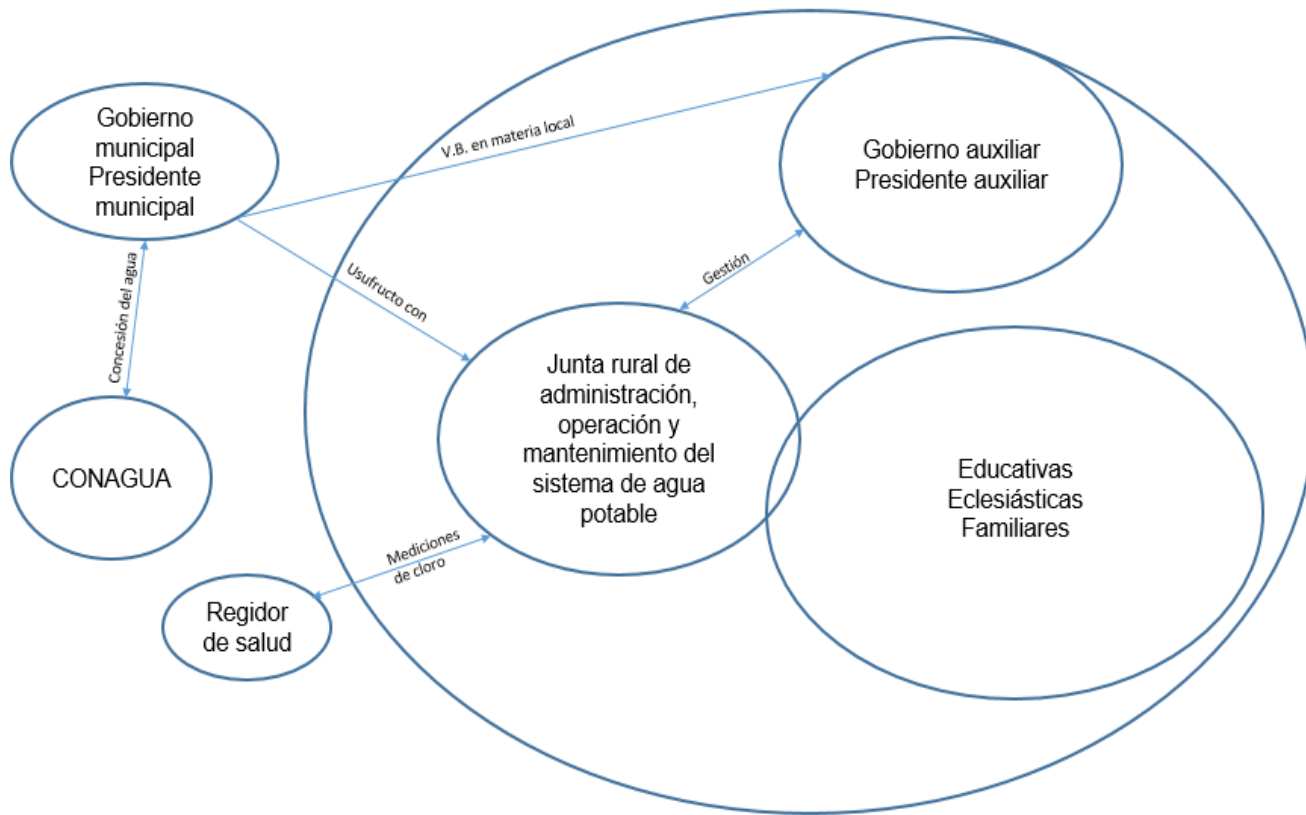 Gobierno
municipal
Presidente
municipal
V.B. en materia local
Gobierno auxiliar
Presidente auxiliar
Concesión del agua
Usufructo con
Gestión
Junta rural de
administración,
operación y
mantenimiento del
sistema de agua
potable
CONAGUA
Educativas
Eclesiásticas
Familiares
Mediciones
de cloro
Regidor
de salud